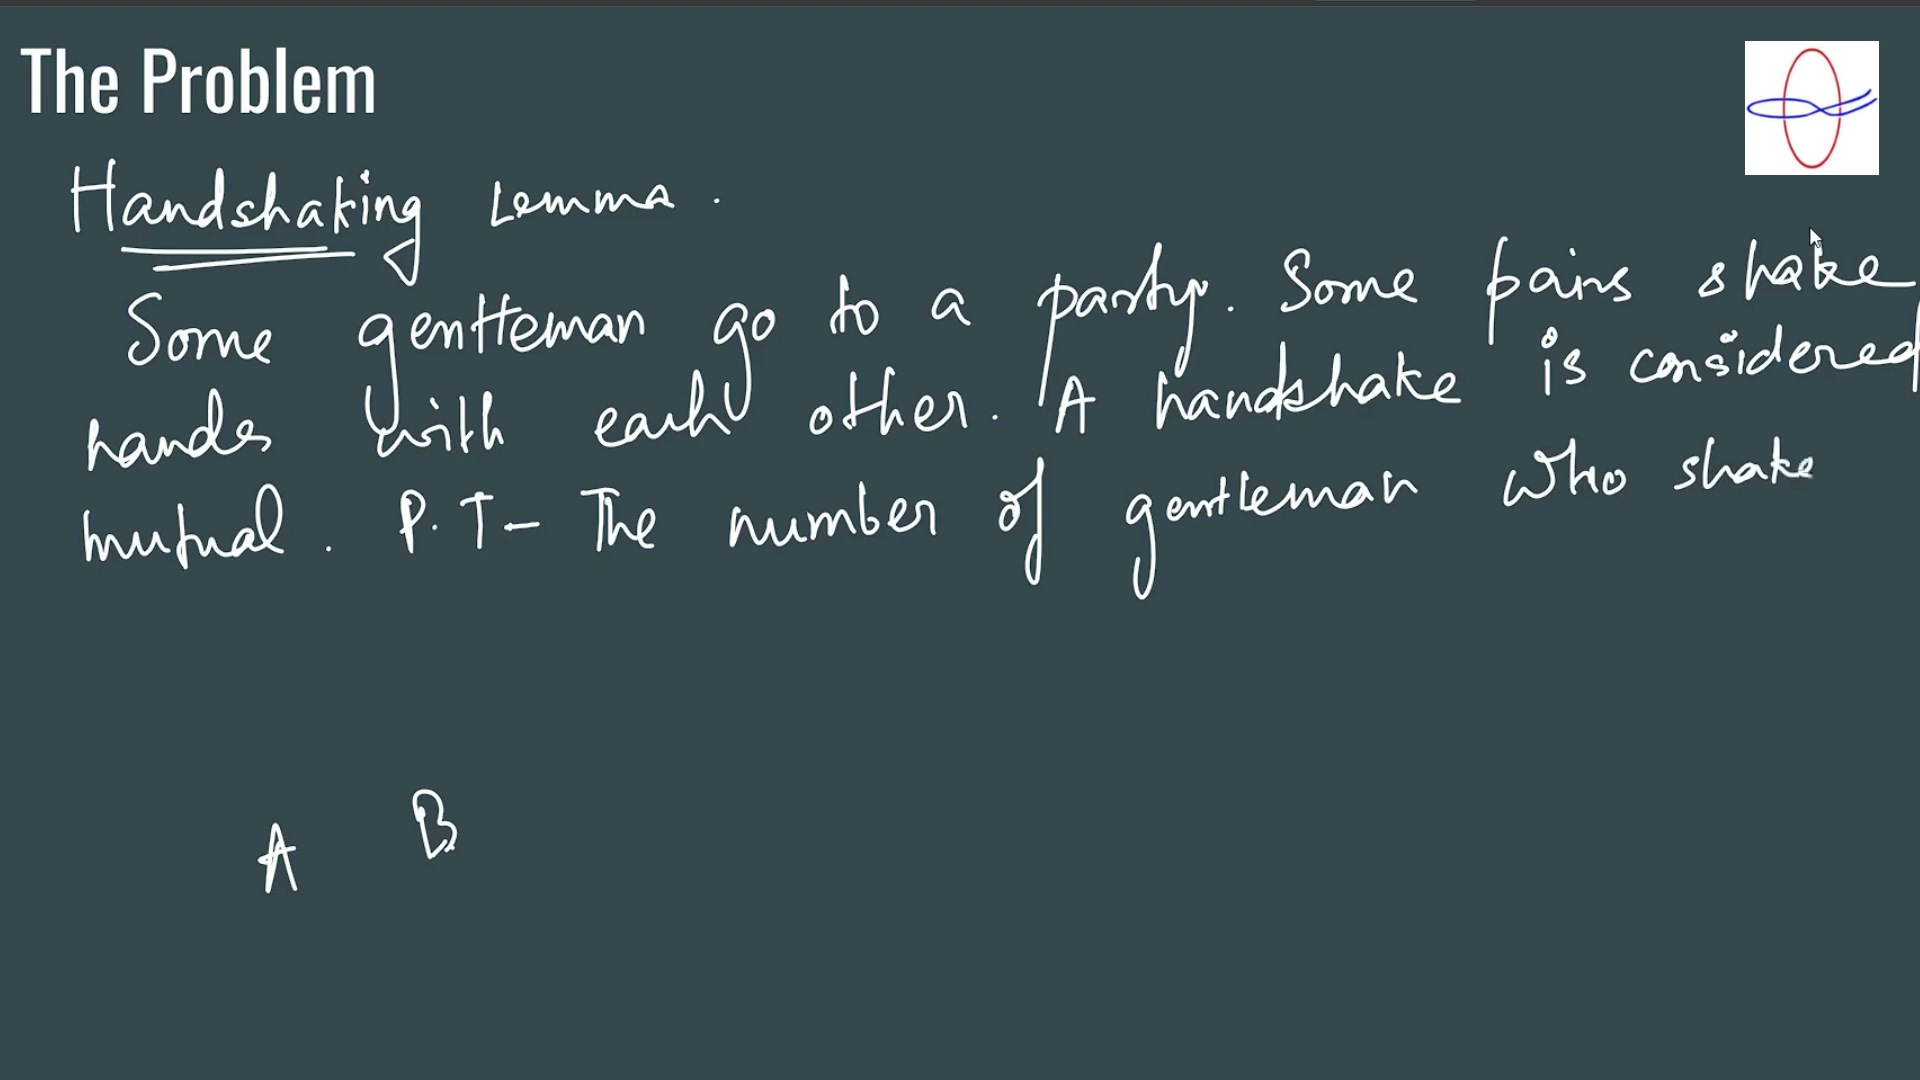 The Problem
Handshaking Lemma.
Some gentleman go to a party. Some pairs shake
hands with each other. A handshake is considered
mutual. P.T- The number of gentleman who shake
A B